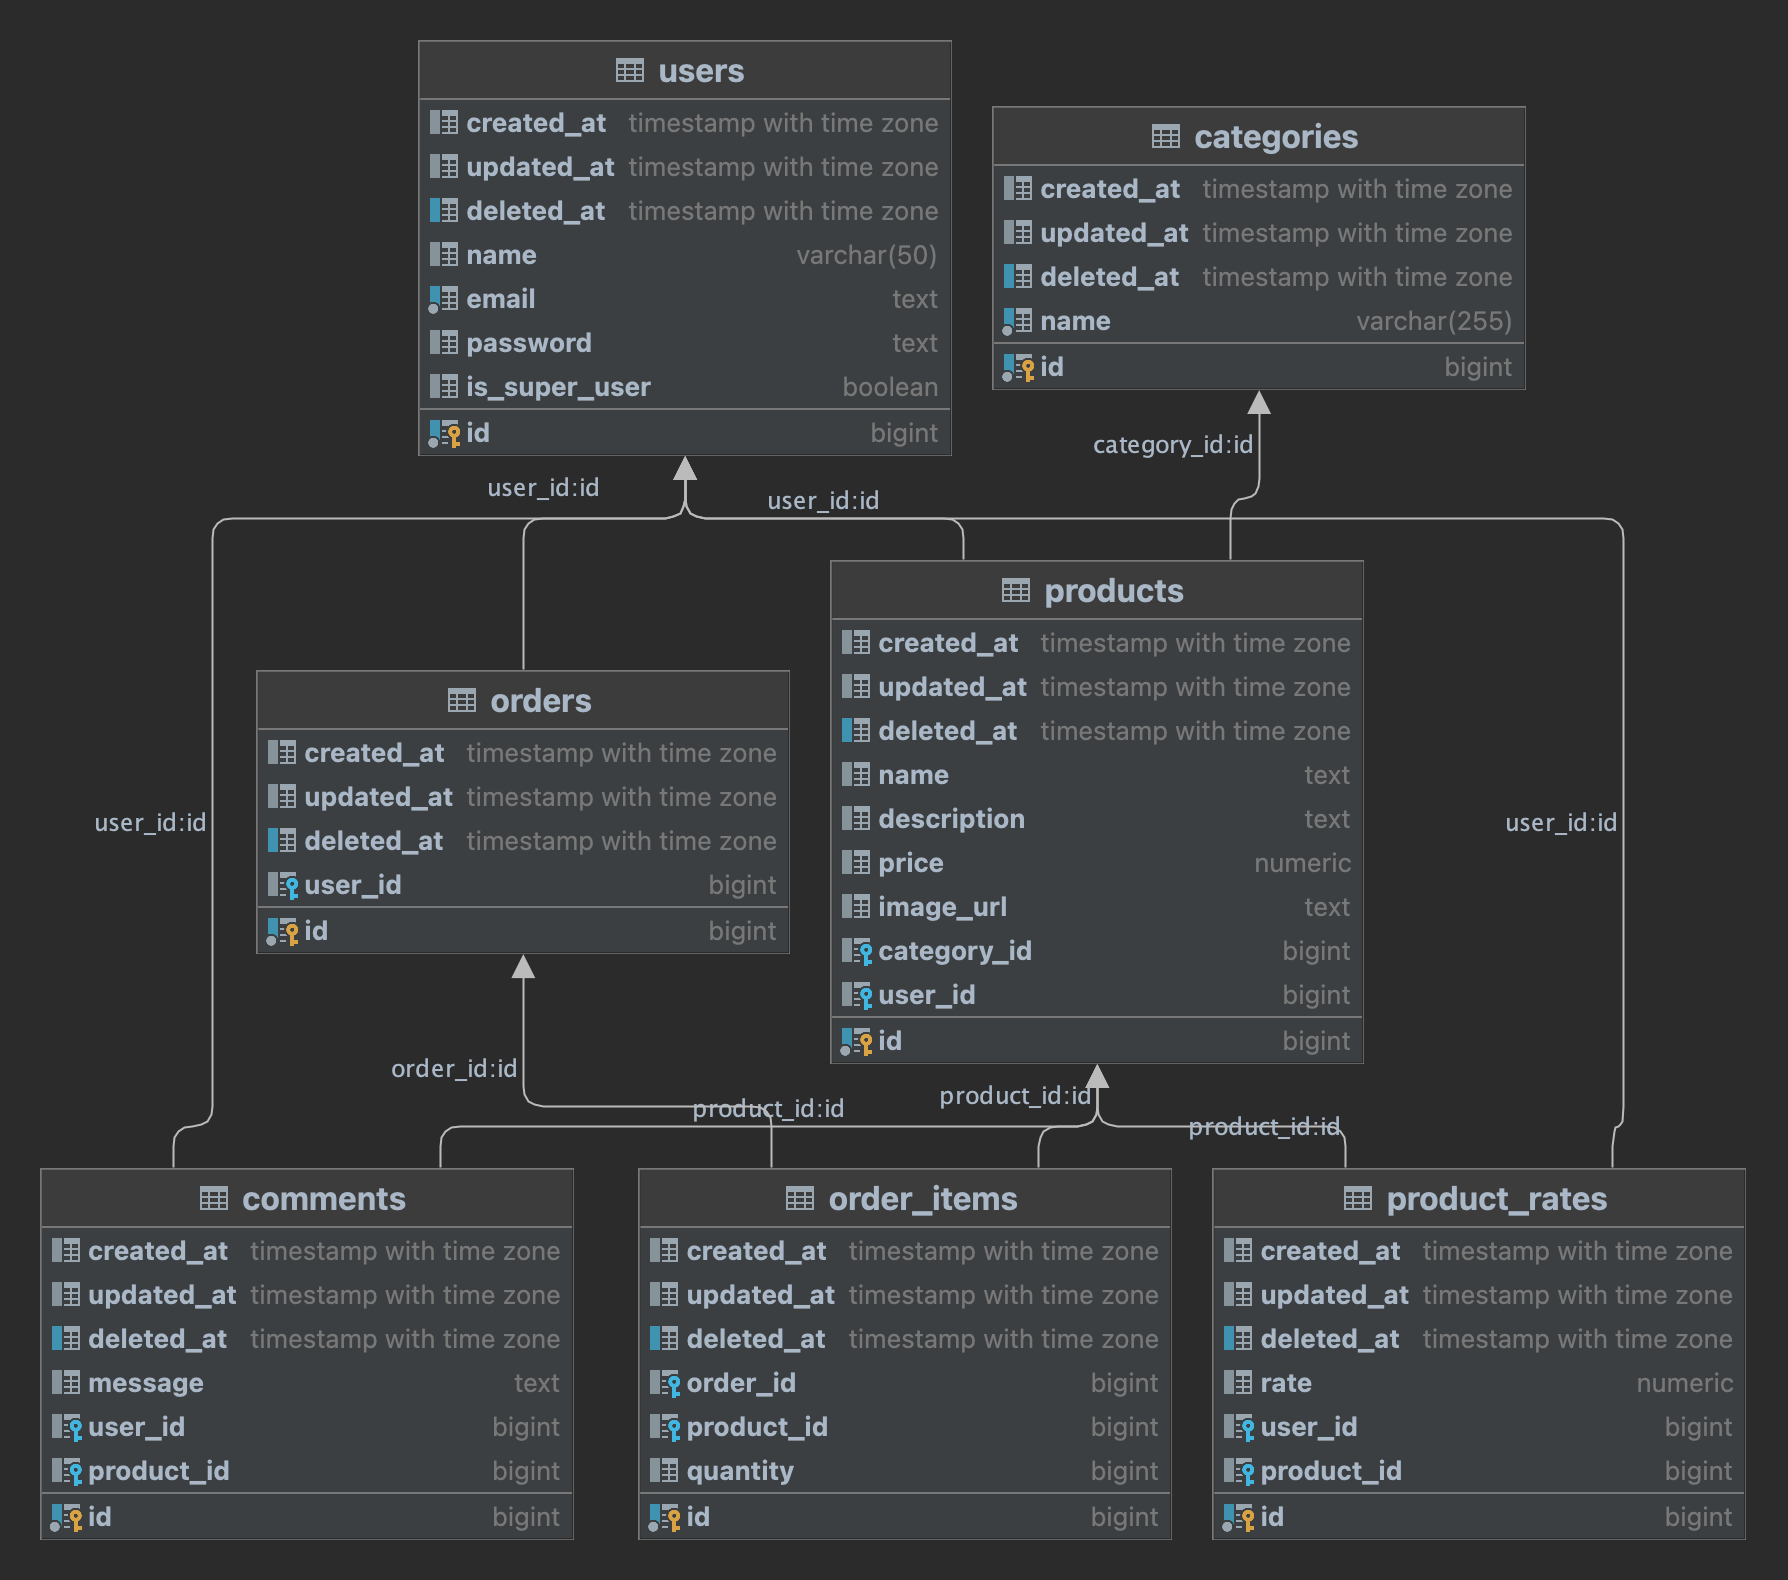 users
created_at timestamp with time zone
updated_at timestamp with time zone
deleted_at timestamp with time zone
name varchar(50)
email text
password text
is_super_user boolean
id bigint
categories
created_at timestamp with time zone
updated_at timestamp with time zone
deleted_at timestamp with time zone
name varchar(255)
id bigint
category_id:id
user_id:id
user_id:id
products
created_at timestamp with time zone
updated_at timestamp with time zone
deleted_at timestamp with time zone
name text
description text
price numeric
image_url text
category_id bigint
user_id bigint
id bigint
orders
created_at timestamp with time zone
updated_at timestamp with time zone
deleted_at timestamp with time zone
user_id bigint
id bigint
user_id:id
user_id:id
order_id:id
product_id:id
product_id:id
product_id:id
comments
created_at timestamp with time zone
updated_at timestamp with time zone
deleted_at timestamp with time zone
message text
user_id bigint
product_id bigint
id bigint
order_items
created_at timestamp with time zone
updated_at timestamp with time zone
deleted_at timestamp with time zone
order_id bigint
product_id bigint
quantity bigint
id bigint
product_rates
created_at timestamp with time zone
updated_at timestamp with time zone
deleted_at timestamp with time zone
rate numeric
user_id bigint
product_id bigint
id bigint